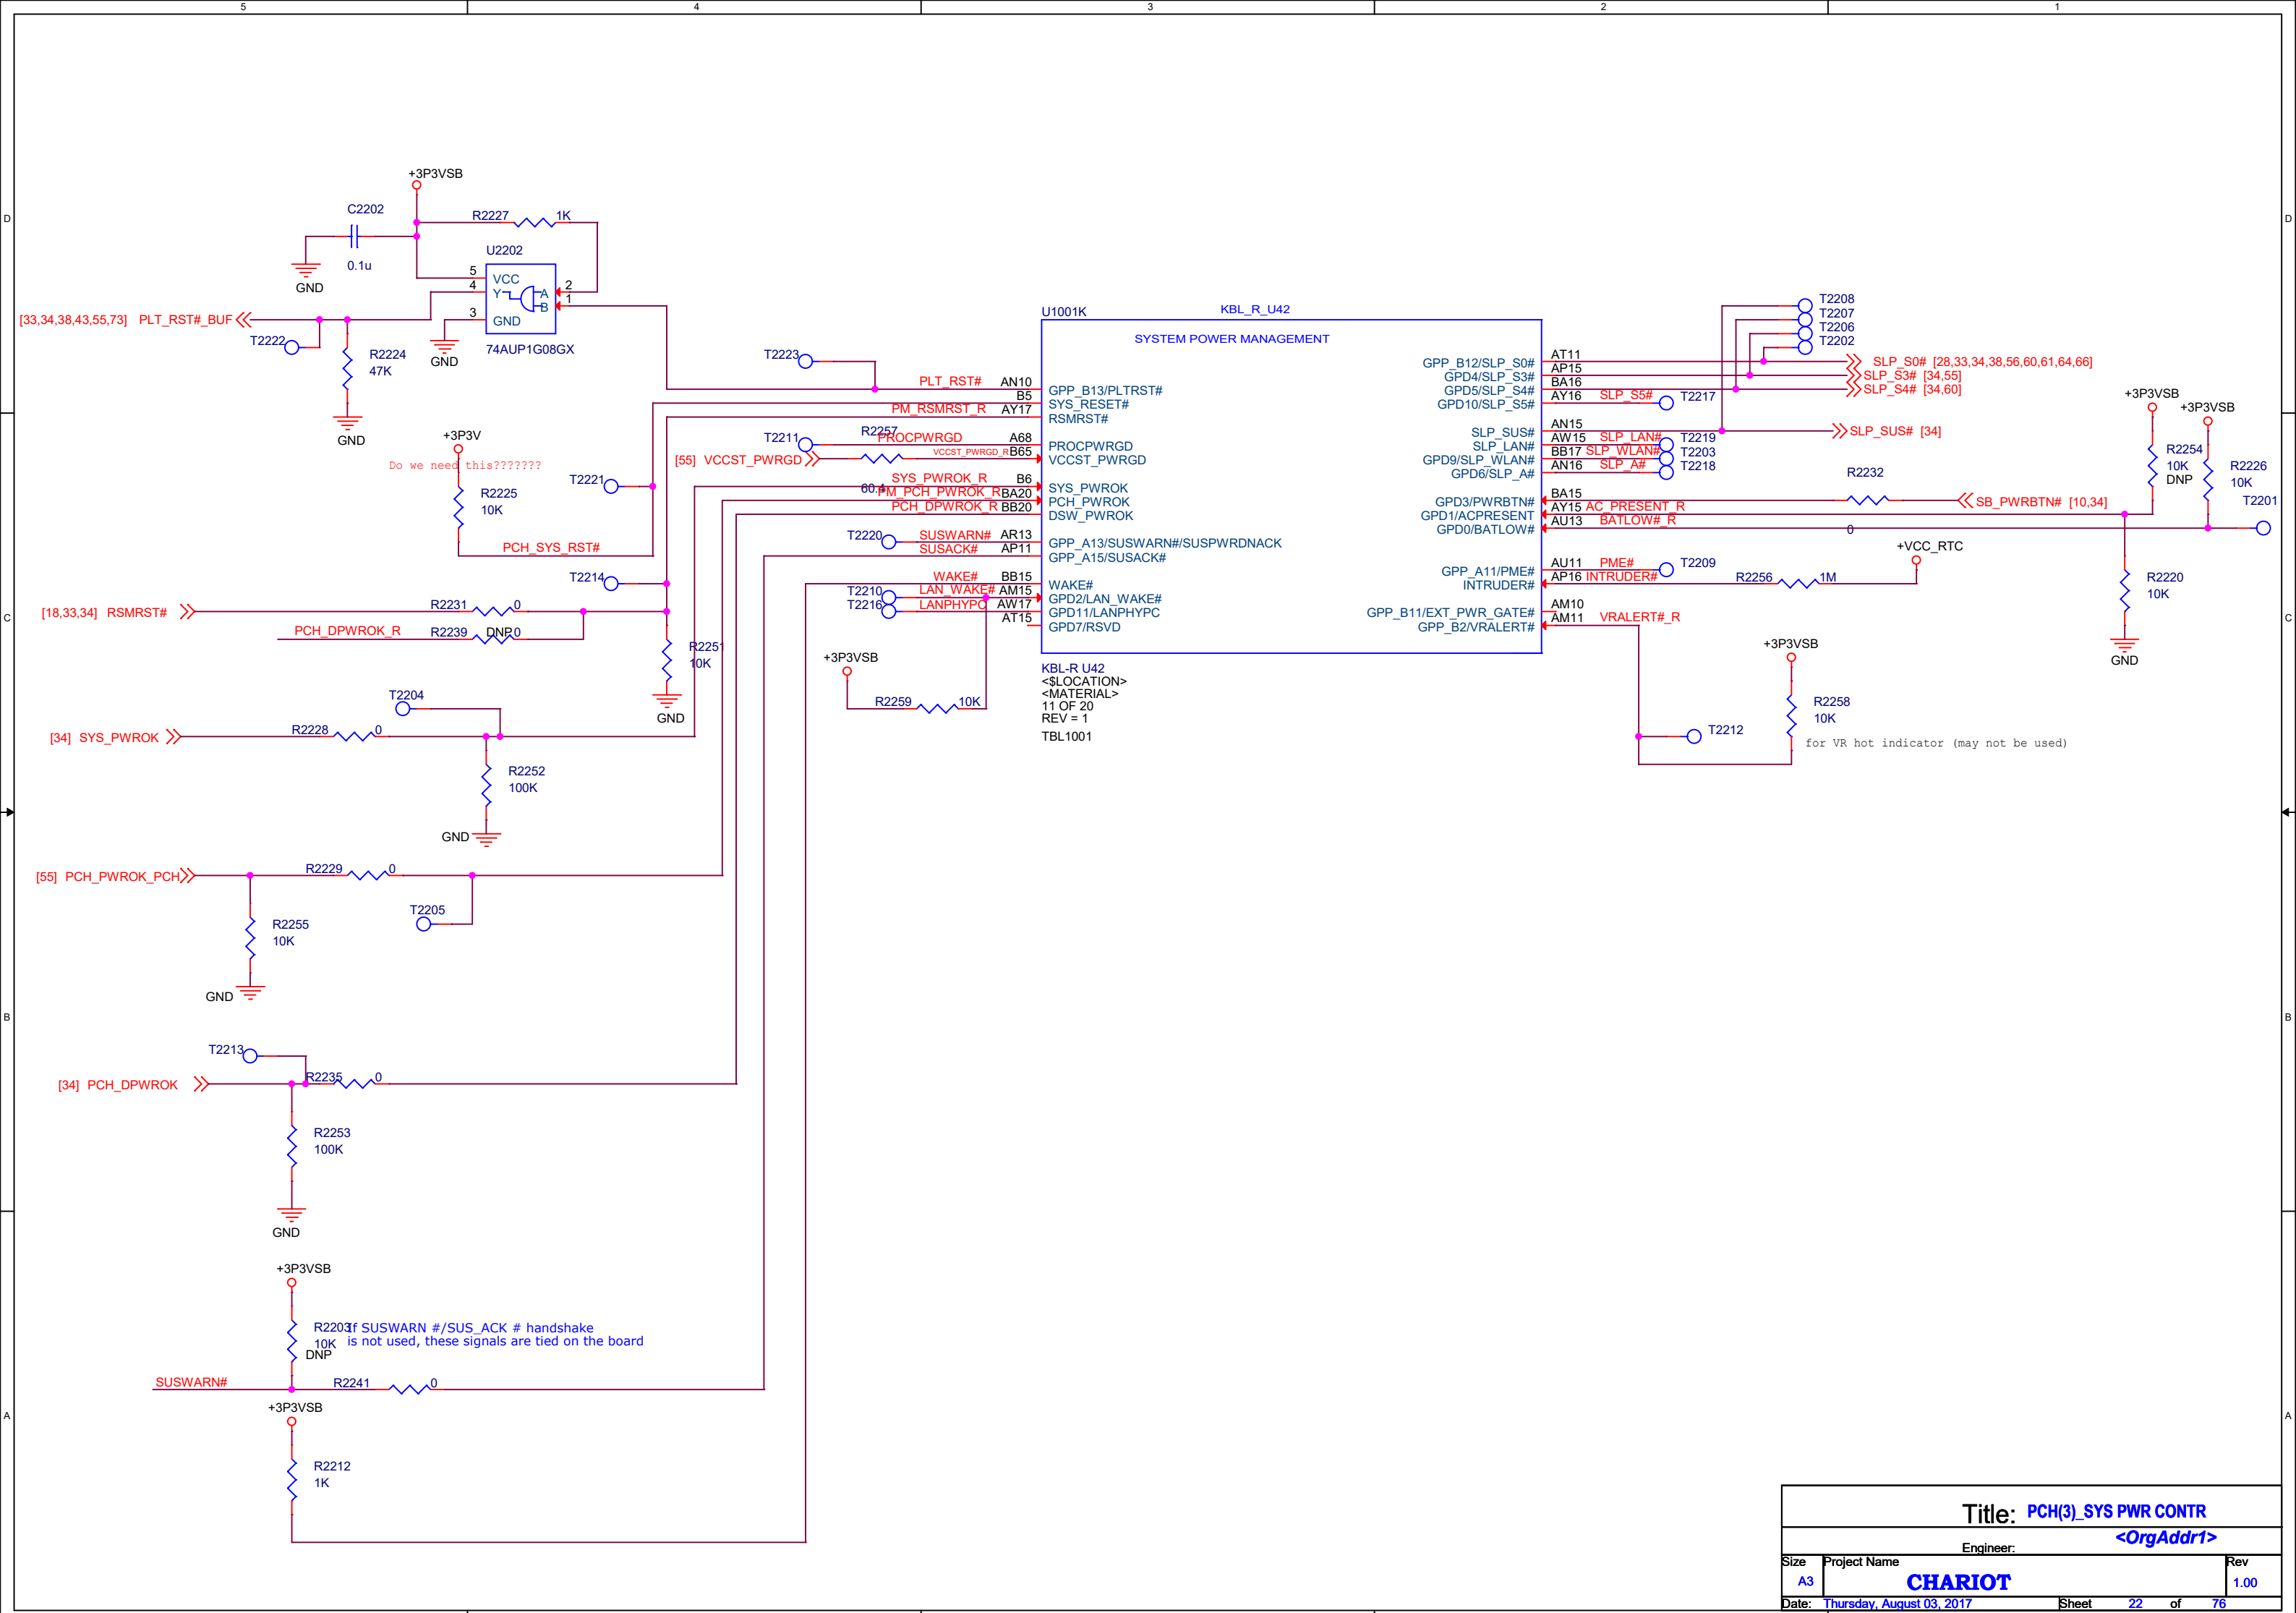 5 4 3 2 1
D D
C C
B B
A A
+3P3VSB
C2202
0.1u
GND
R2227 1K
U2202
5 VCC
4 Y A 2
B 1
3 GND
74AUP1G08GX
GND
[33,34,38,43,55,73] PLT_RST#_BUF
T2222
R2224
47K
GND
+3P3V
Do we need this???????
R2225
10K
PCH_SYS_RST#
T2221
T2214
T2223
[18,33,34] RSMRST#
R2231 0
PCH_DPWROK_R R2239 DNP 0
R2251
10K
GND
T2204
[34] SYS_PWROK
R2228 0
R2252
100K
GND
[55] PCH_PWROK_PCH
R2229 0
T2205
R2255
10K
GND
T2213
[34] PCH_DPWROK
R2235 0
R2253
100K
GND
+3P3VSB
R2203
10K
DNP
If SUSWARN #/SUS_ACK # handshake
is not used, these signals are tied on the board
SUSWARN# R2241 0
+3P3VSB
R2212
1K
U1001K KBL_R_U42
SYSTEM POWER MANAGEMENT
PLT_RST# AN10 GPP_B13/PLTRST#
B5 SYS_RESET#
PM_RSMRST_R AY17 RSMRST#
T2211 R2257 PROCPWRGD A68 PROCPWRGD
[55] VCCST_PWRGD VCCST_PWRGD_R B65 VCCST_PWRGD
SYS_PWROK_R B6 SYS_PWROK
60.4 PM_PCH_PWROK_R BA20 PCH_PWROK
PCH_DPWROK_R BB20 DSW_PWROK
T2220 SUSWARN# AR13 GPP_A13/SUSWARN#/SUSPWRDNACK
SUSACK# AP11 GPP_A15/SUSACK#
WAKE# BB15 WAKE#
T2210 LAN_WAKE# AM15 GPD2/LAN_WAKE#
T2216 LANPHYPC AW17 GPD11/LANPHYPC
AT15 GPD7/RSVD
+3P3VSB
R2259 10K
KBL-R U42
<$LOCATION>
<MATERIAL>
11 OF 20
REV = 1
TBL1001
T2208
T2207
T2206
T2202
GPP_B12/SLP_S0# AT11 SLP_S0# [28,33,34,38,56,60,61,64,66]
GPD4/SLP_S3# AP15 SLP_S3# [34,55]
GPD5/SLP_S4# BA16 SLP_S4# [34,60]
GPD10/SLP_S5# AY16 SLP_S5# T2217
SLP_SUS# AN15 SLP_SUS# [34]
SLP_LAN# AW15 SLP_LAN# T2219
GPD9/SLP_WLAN# BB17 SLP_WLAN# T2203
GPD6/SLP_A# AN16 SLP_A# T2218
GPD3/PWRBTN# BA15 R2232 0 SB_PWRBTN# [10,34]
GPD1/ACPRESENT AY15 AC_PRESENT_R
GPD0/BATLOW# AU13 BATLOW#_R
GPP_A11/PME# AU11 PME# T2209
INTRUDER# AP16 INTRUDER# R2256 1M
+VCC_RTC
GPP_B11/EXT_PWR_GATE# AM10
GPP_B2/VRALERT# AM11 VRALERT#_R
+3P3VSB
R2254
10K
DNP
+3P3VSB
R2226
10K
T2201
R2220
10K
GND
+3P3VSB
R2258
10K
T2212
for VR hot indicator (may not be used)
Title: PCH(3)_SYS PWR CONTR
<OrgAddr1>
Engineer:
Size Project Name Rev
A3 CHARIOT 1.00
Date: Thursday, August 03, 2017 Sheet 22 of 76